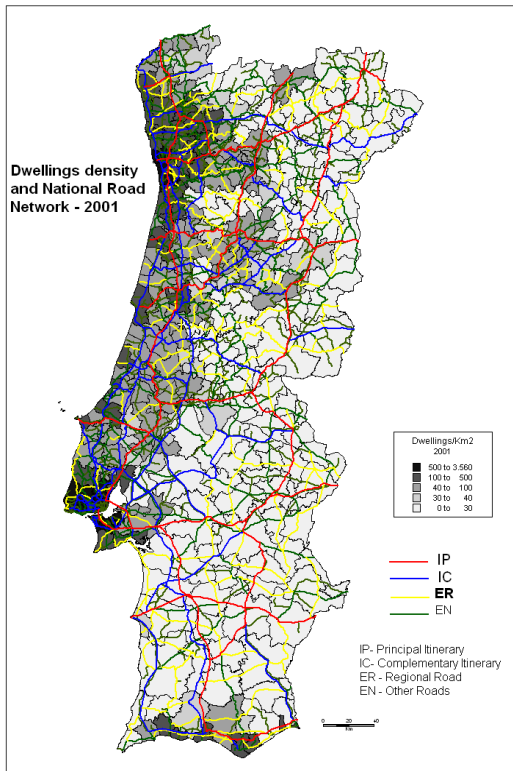 Dwellings density
and National Road
Network - 2001
Dwellings/Km2
2001
500 to 3.560
100 to 500
40 to 100
30 to 40
0 to 30
IP
IC
ER
EN
IP- Principal Itinerary
IC- Complementary Itinerary
ER - Regional Road
EN - Other Roads
0 20 40
Km